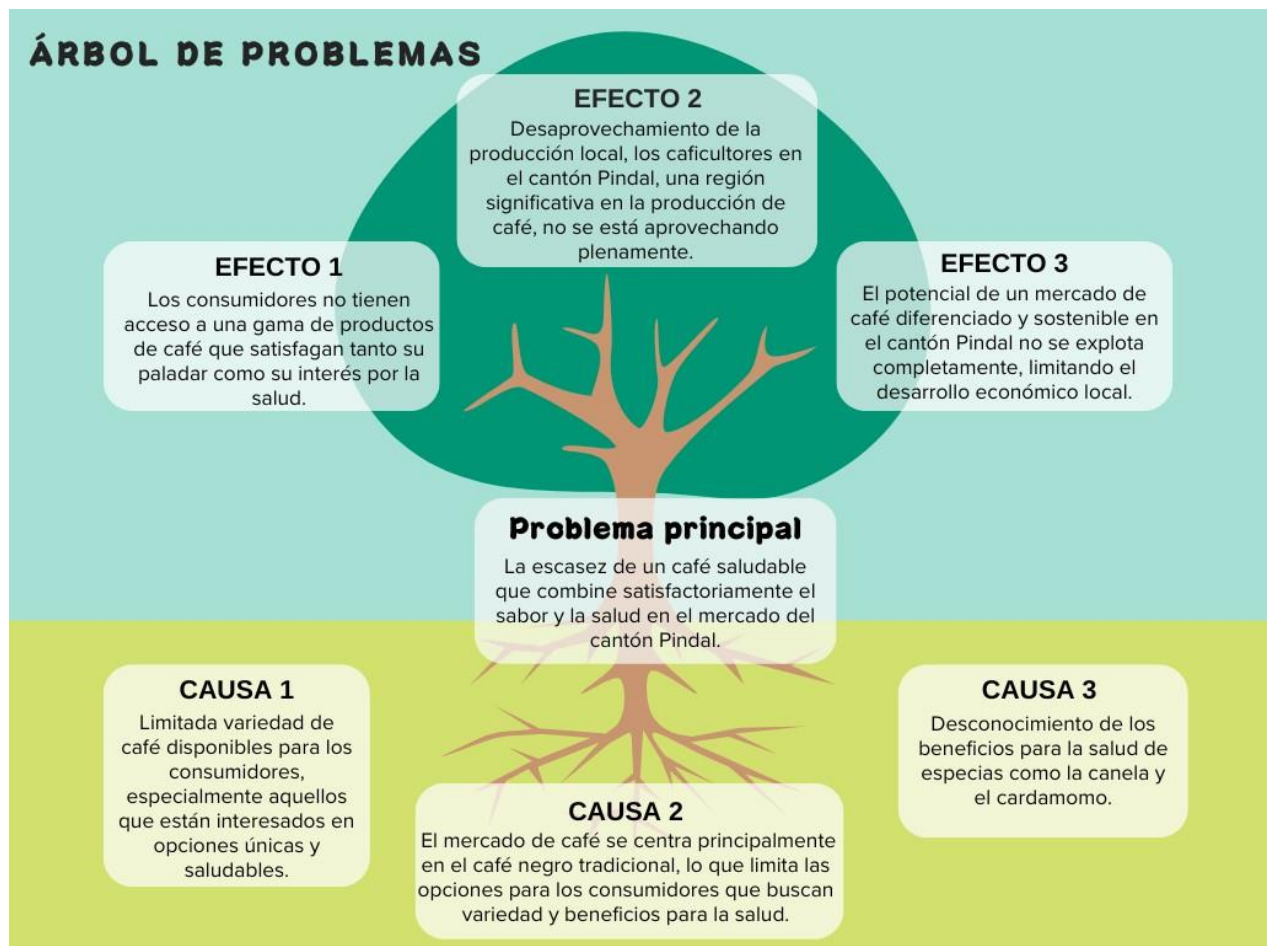 ÁRBOL DE PROBLEMAS
EFECTO 2
Desaprovechamiento de la
producción local, los caficultores en
el cantón Pindal, una región
significativa en la producción de
café, no se está aprovechando
plenamente.
EFECTO 1
Los consumidores no tienen
acceso a una gama de productos
de café que satisfagan tanto su
paladar como su interés por la
salud.
EFECTO 3
El potencial de un mercado de
café diferenciado y sostenible en
el cantón Pindal no se explota
completamente, limitando el
desarrollo económico local.
Problema principal
La escasez de un café saludable
que combine satisfactoriamente el
sabor y la salud en el mercado del
cantón Pindal.
CAUSA 1
Limitada variedad de
café disponibles para los
consumidores,
especialmente aquellos
que están interesados en
opciones únicas y
saludables.
CAUSA 2
El mercado de café se centra principalmente
en el café negro tradicional, lo que limita las
opciones para los consumidores que buscan
variedad y beneficios para la salud.
CAUSA 3
Desconocimiento de los
beneficios para la salud de
especias como la canela y
el cardamomo.